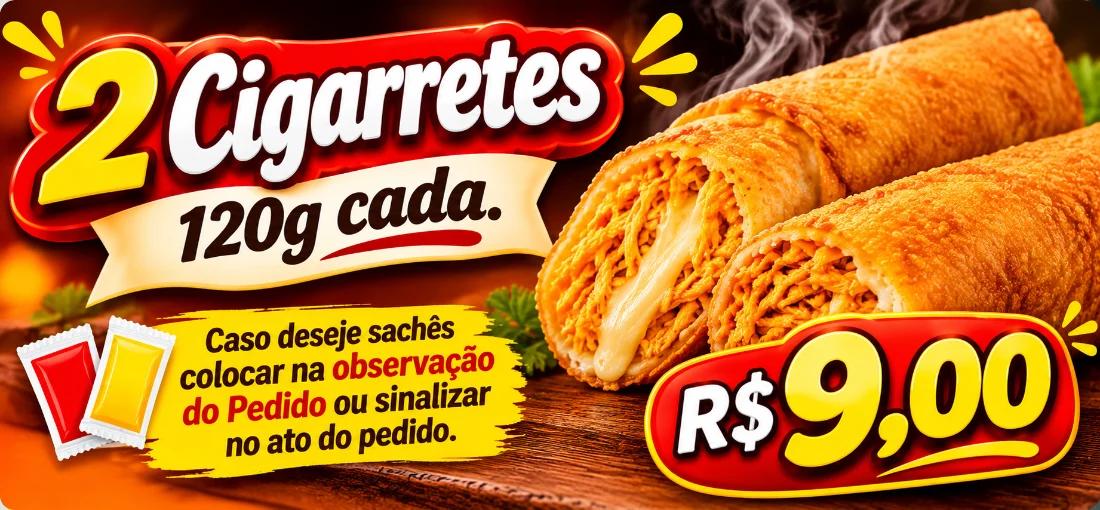 2 Cigarretes
120g cada.
Caso deseje sachês
colocar na observação
do Pedido ou sinalizar
no ato do pedido.
R$9,00